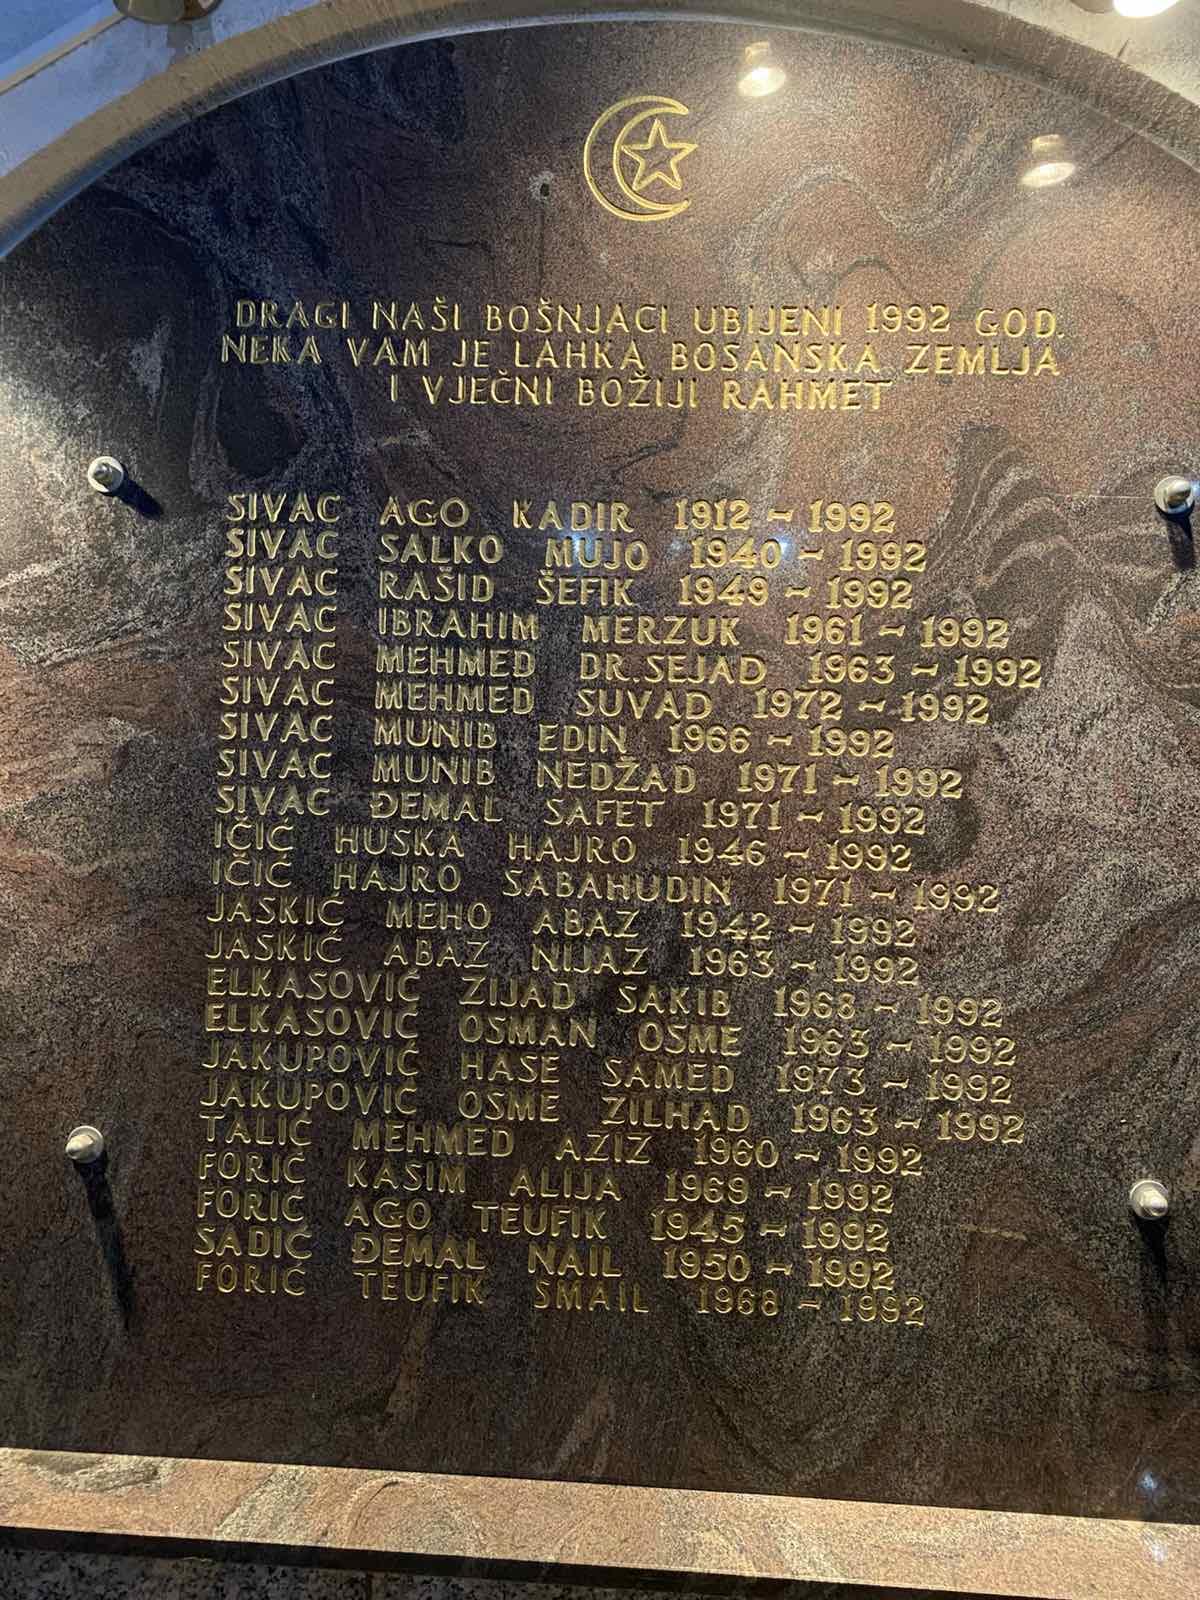 DRAGI NAŠI BOŠNJACI UBIJENI 1992 GOD.
NEKA VAM JE LAHKA BOSANSKA ZEMLJA
I VJEČNI BOŽIJI RAHMET
SIVAC AGO KADIR 1912 - 1992
SIVAC SALKO MUJO 1940 - 1992
SIVAC RAŠID ŠEFIK 1949 - 1992
SIVAC IBRAHIM MERZUK 1961 - 1992
SIVAC MEHMED DR. SEJAD 1963 - 1992
SIVAC MEHMED SUVAD 1972 - 1992
SIVAC MUNIB EDIN 1966 - 1992
SIVAC MUNIB NEDŽAD 1971 - 1992
SIVAC ĐEMAL SAFET 1971 - 1992
IČIĆ HUSKA HAJRO 1946 - 1992
IČIĆ HAJRO SABAHUDIN 1971 - 1992
JASKIĆ MEHO ABAZ 1942 - 1992
JASKIĆ ABAZ NIJAZ 1963 - 1992
ELKASOVIĆ ZIJAD SAKIB 1968 - 1992
ELKASOVIĆ OSMAN OSME 1963 - 1992
JAKUPOVIĆ HASE SAMED 1973 - 1992
JAKUPOVIĆ OSME ZILHAD 1963 - 1992
TALIĆ MEHMED AZIZ 1960 - 1992
FORIĆ KASIM ALIJA 1969 - 1992
FORIĆ AGO TEUFIK 1945 - 1992
SADIĆ ĐEMAL NAIL 1950 - 1992
FORIĆ TEUFIK SMAIL 1968 - 1992